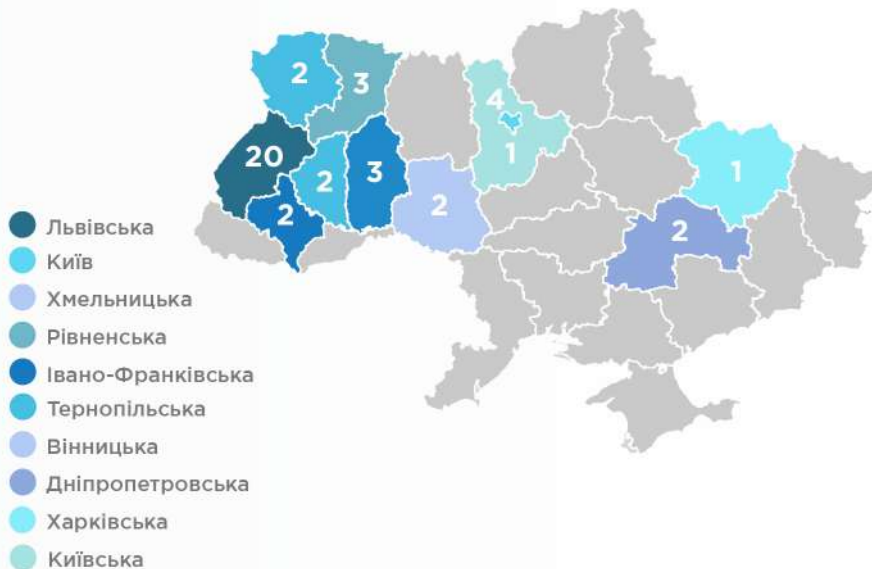 2
3
4
20
2
3
1
1
2
2
2
Львівська
Київ
Хмельницька
Рівненська
Івано-Франківська
Тернопільська
Вінницька
Дніпропетровська
Харківська
Київська